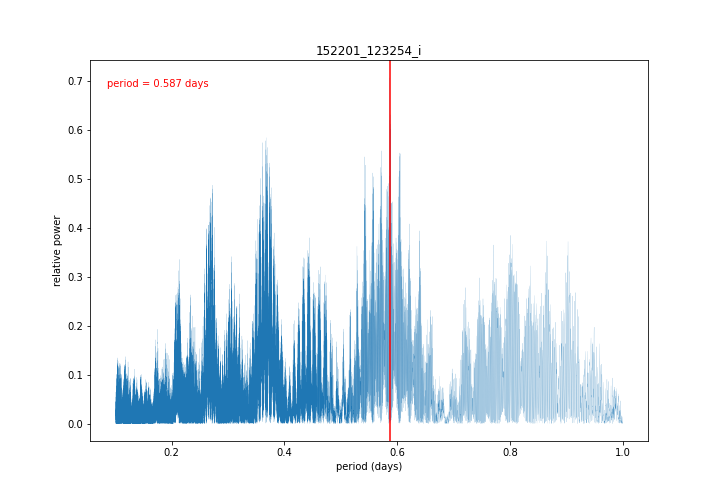 152201_123254_i
period = 0.587 days
relative power
0.7
0.6
0.5
0.4
0.3
0.2
0.1
0.0
0.2 0.4 0.6 0.8 1.0
period (days)